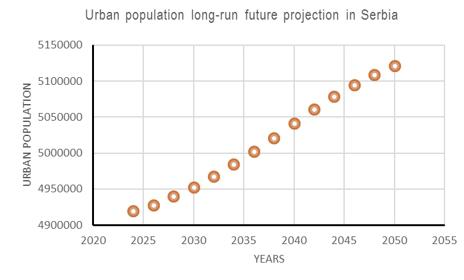 Urban population long-run future projection in Serbia
5150000
5100000
5050000
5000000
4950000
4900000
URBAN POPULATION
2020 2025 2030 2035 2040 2045 2050 2055
YEARS